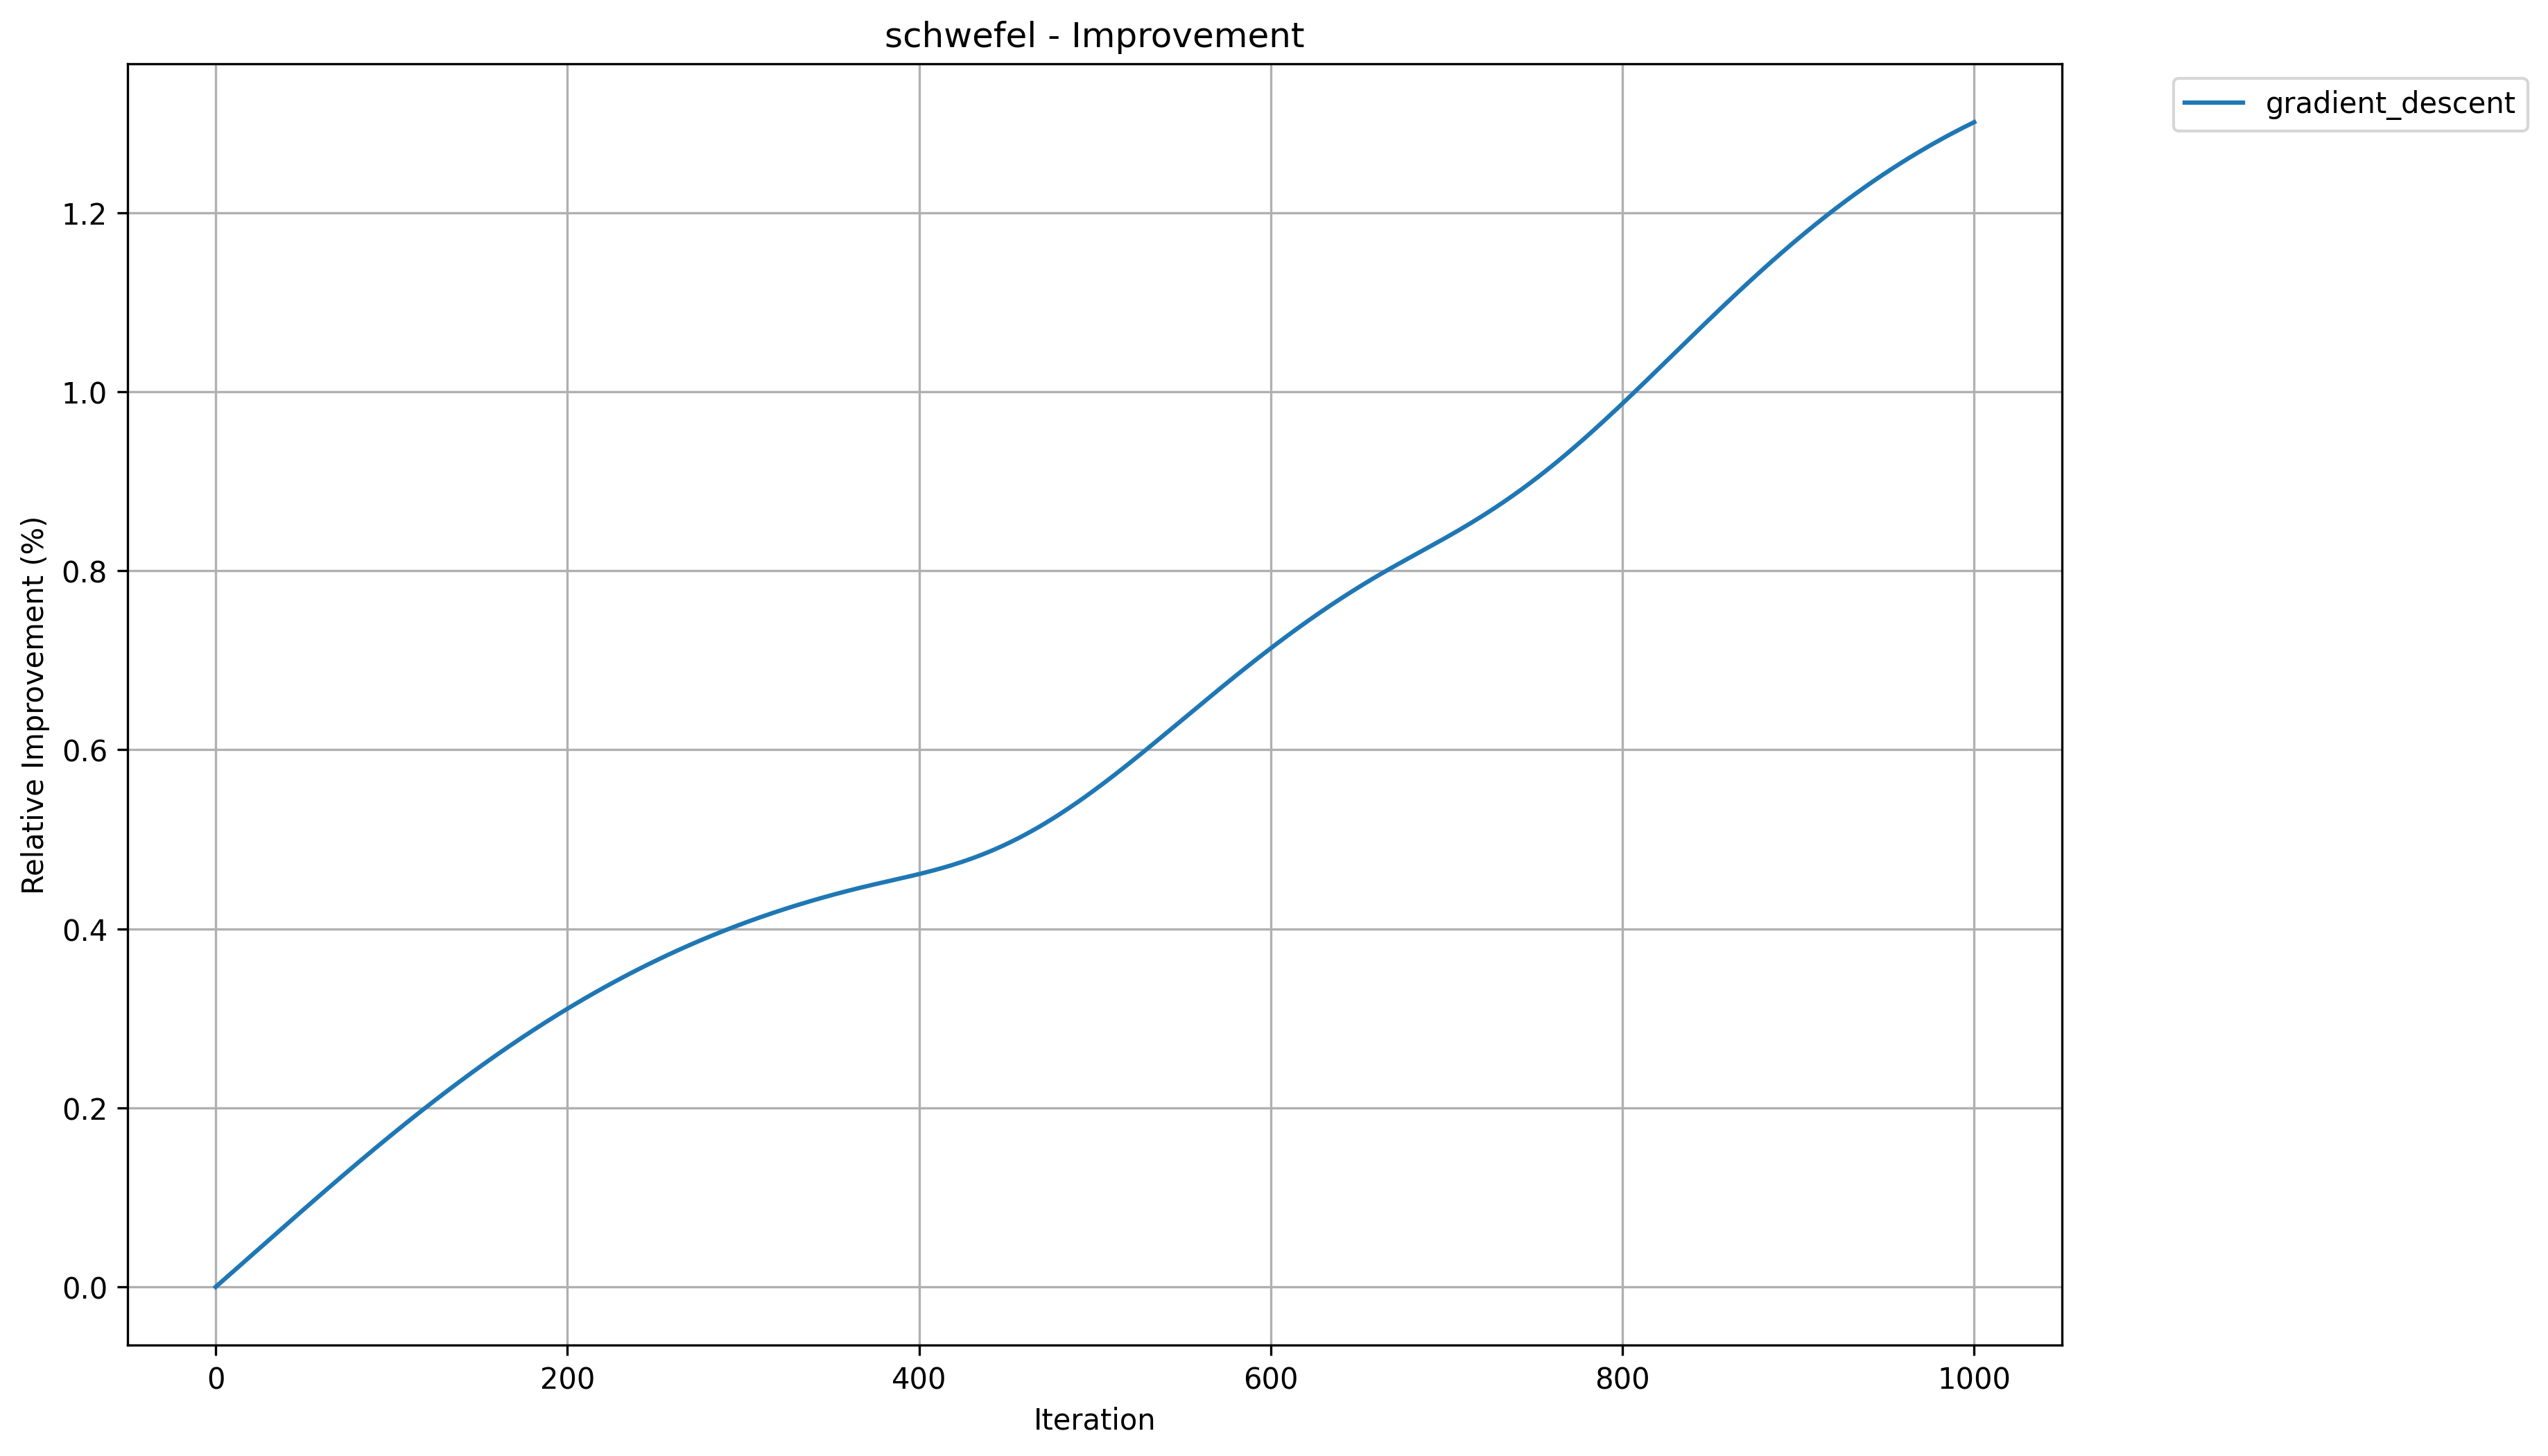 schwefel - Improvement
gradient_descent
Relative Improvement (%)
1.2
1.0
0.8
0.6
0.4
0.2
0.0
0 200 400 600 800 1000
Iteration